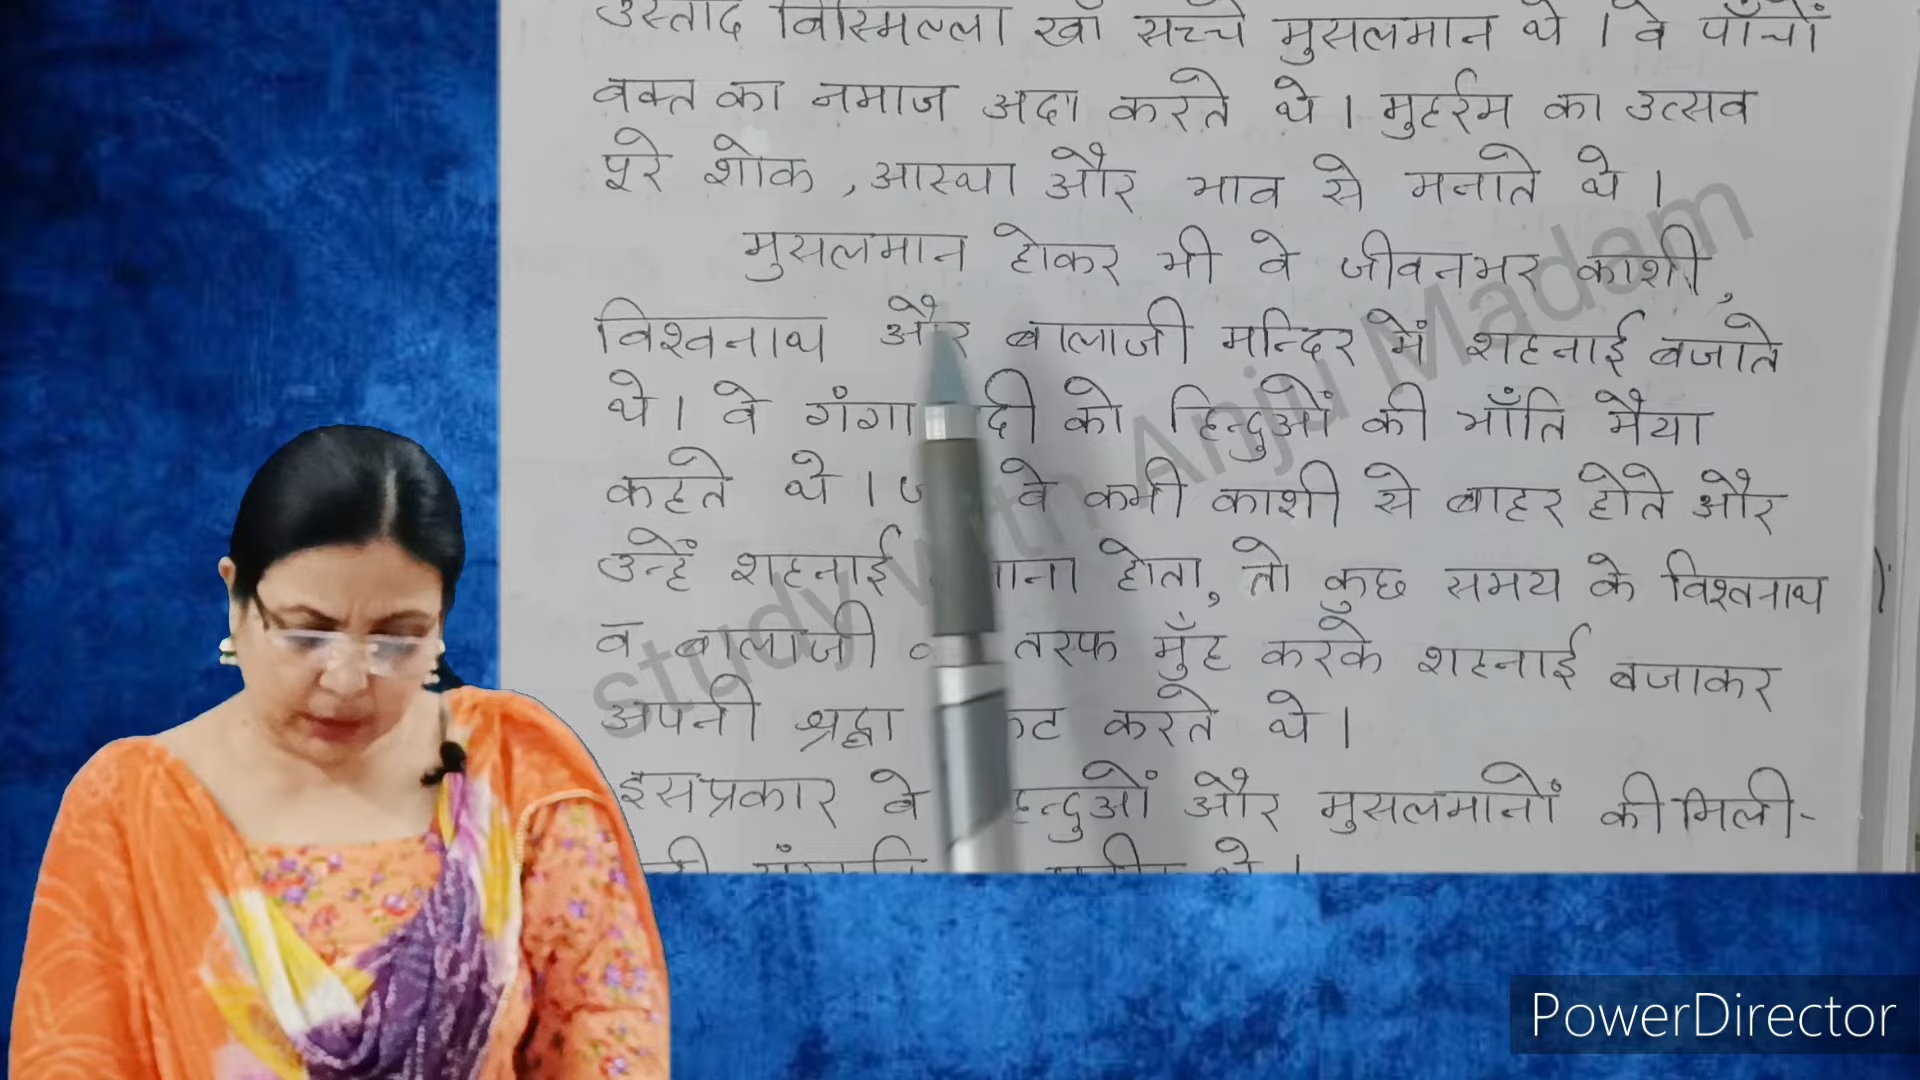 उस्ताद बिस्मिल्ला खाँ सच्चे मुसलमान थे । वे पाँचों
वक्त का नमाज अदा करते थे । मुहर्रम का उत्सव
पूरे शोक , आस्था और भाव से मनाते थे ।
मुसलमान होकर भी वे जीवनभर काशी,
विश्वनाथ और बालाजी मन्दिर में शहनाई बजाते
थे । वे गंगा को हिन्दुओं की भाँति मैया
कहते थे । वे कभी काशी से बाहर होते और
उन्हें शहनाई होता, तो कुछ समय के विश्वनाथ
व बालाजी तरफ मुँह करके शहनाई बजाकर
अपनी श्रद्धा करते थे ।
इसप्रकार वे और मुसलमानों की मिली-
थे ।
study with Anju Madam
PowerDirector